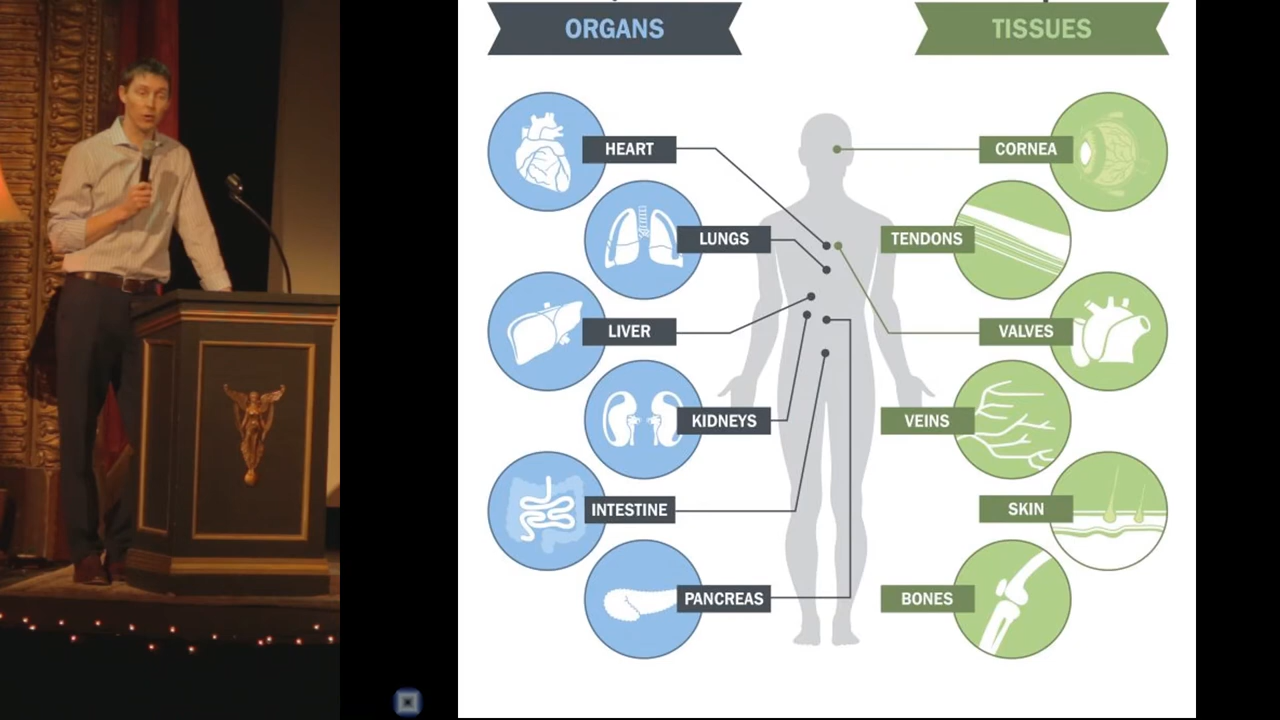 ORGANS
TISSUES
HEART
CORNEA
LUNGS
TENDONS
LIVER
VALVES
KIDNEYS
VEINS
INTESTINE
SKIN
PANCREAS
BONES